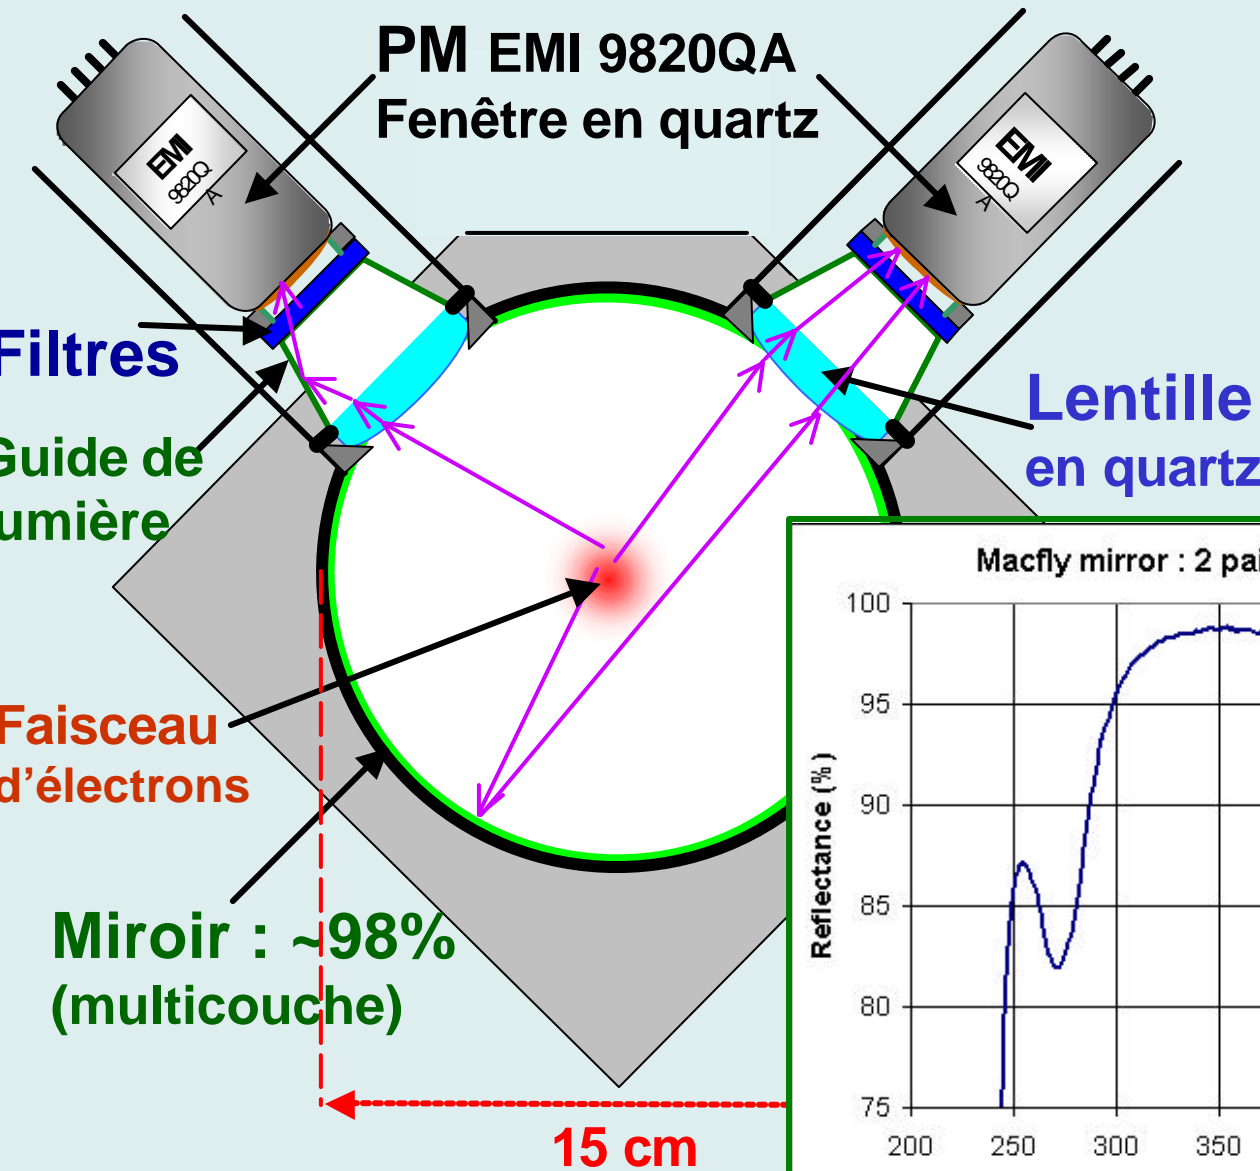 PM EMI 9820QA
Fenêtre en quartz
EMI
9820Q
A
EMI
9820Q
A
Filtres
Guide de
lumière
Lentille
en quartz
Faisceau
d’électrons
Miroir : ~98%
(multicouche)
15 cm
Macfly mirror : 2 pai
Reflectance (%)
100
95
90
85
80
75
200 250 300 350